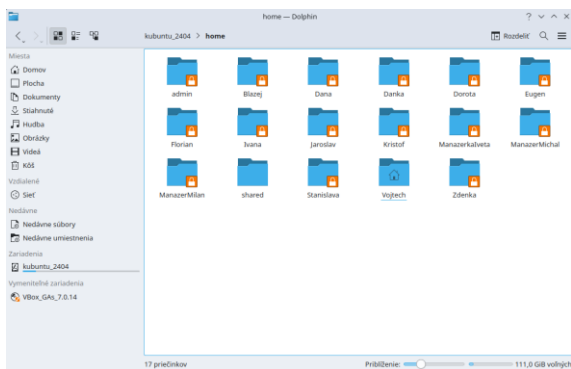 home — Dolphin
kubuntu_2404 > home
Rozdeliť
Miesta
Domov
Plocha
Dokumenty
Stiahnuté
Hudba
Obrázky
Videá
Kôš
Vzdialené
Sieť
Nedávne
Nedávne súbory
Nedávne umiestnenia
Zariadenia
kubuntu_2404
Vymeniteľné zariadenia
VBox_GAs_7.0.14
admin Blazej Dana Danka Dorota Eugen
Florian Ivana Jaroslav Kristof ManazerkaIveta ManazerMichal
ManazerMilan shared Stanislava Vojtech Zdenka
17 priečinkov Priblíženie: 111,0 GiB voľných